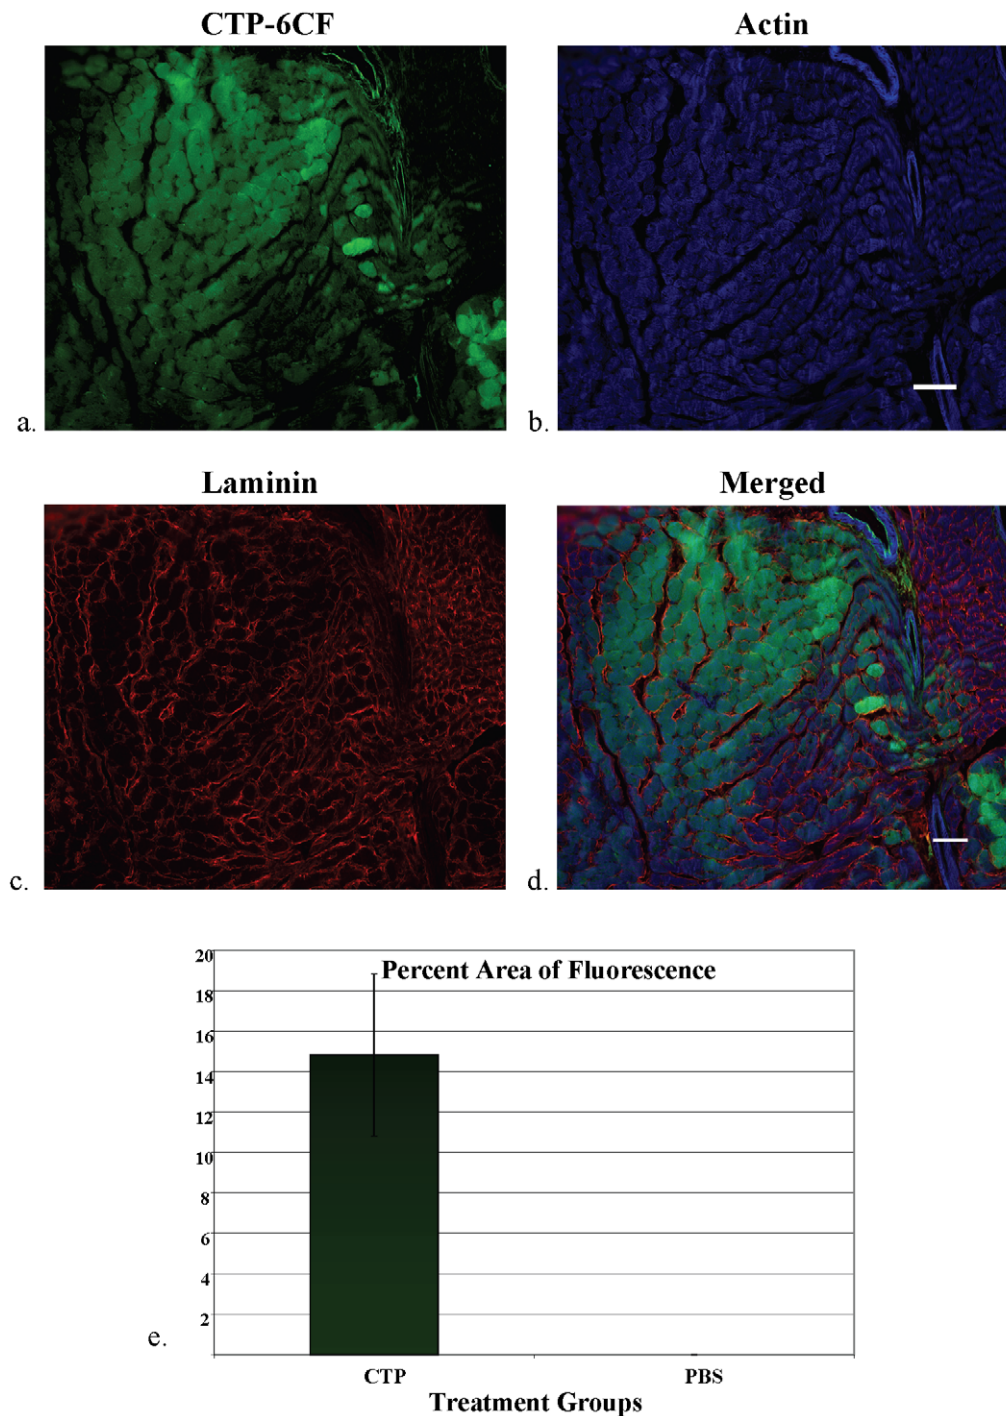 CTP-6CF
Actin
a.
b.
Laminin
Merged
c.
d.
Percent Area of Fluorescence
20
18
16
14
12
10
8
6
4
2
e.
CTP
PBS
Treatment Groups